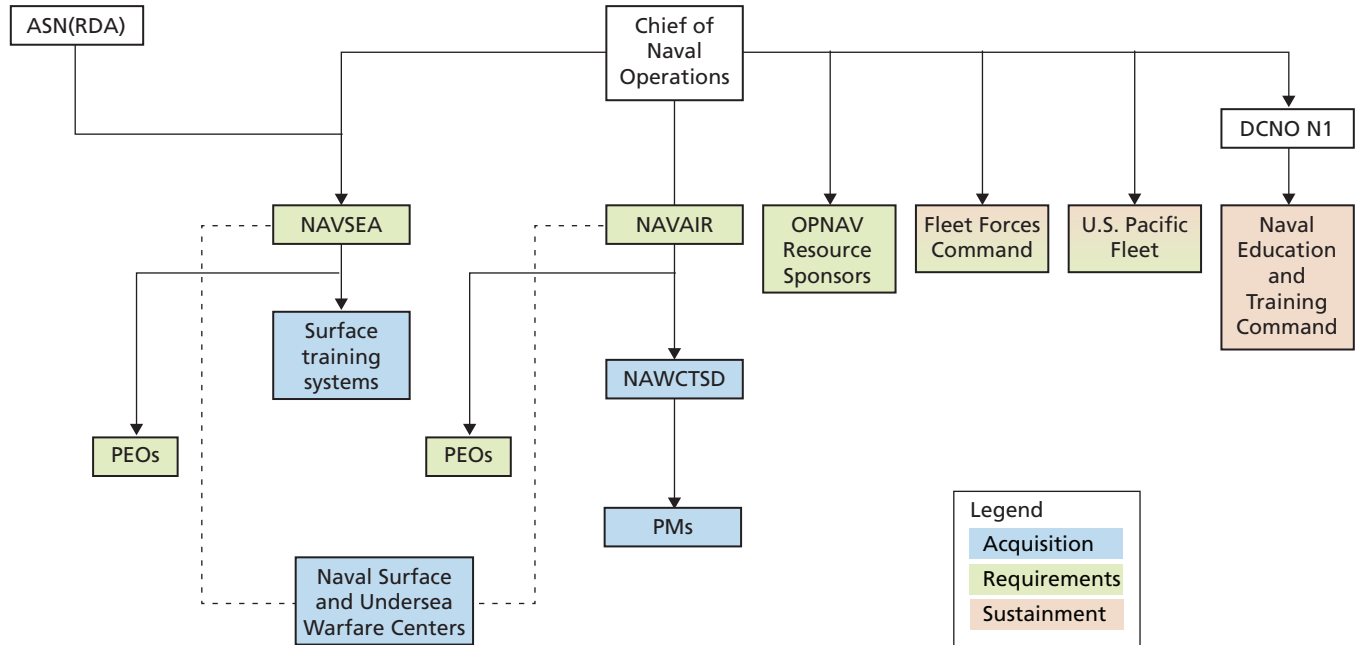 ASN(RDA)
Chief of
Naval
Operations
DCNO N1
NAVSEA
NAVAIR
OPNAV
Resource
Sponsors
Fleet Forces
Command
U.S. Pacific
Fleet
Naval
Education
and
Training
Command
Surface
training
systems
NAWCTSD
PEOs
PEOs
PMs
Naval Surface
and Undersea
Warfare Centers
Legend
Acquisition
Requirements
Sustainment